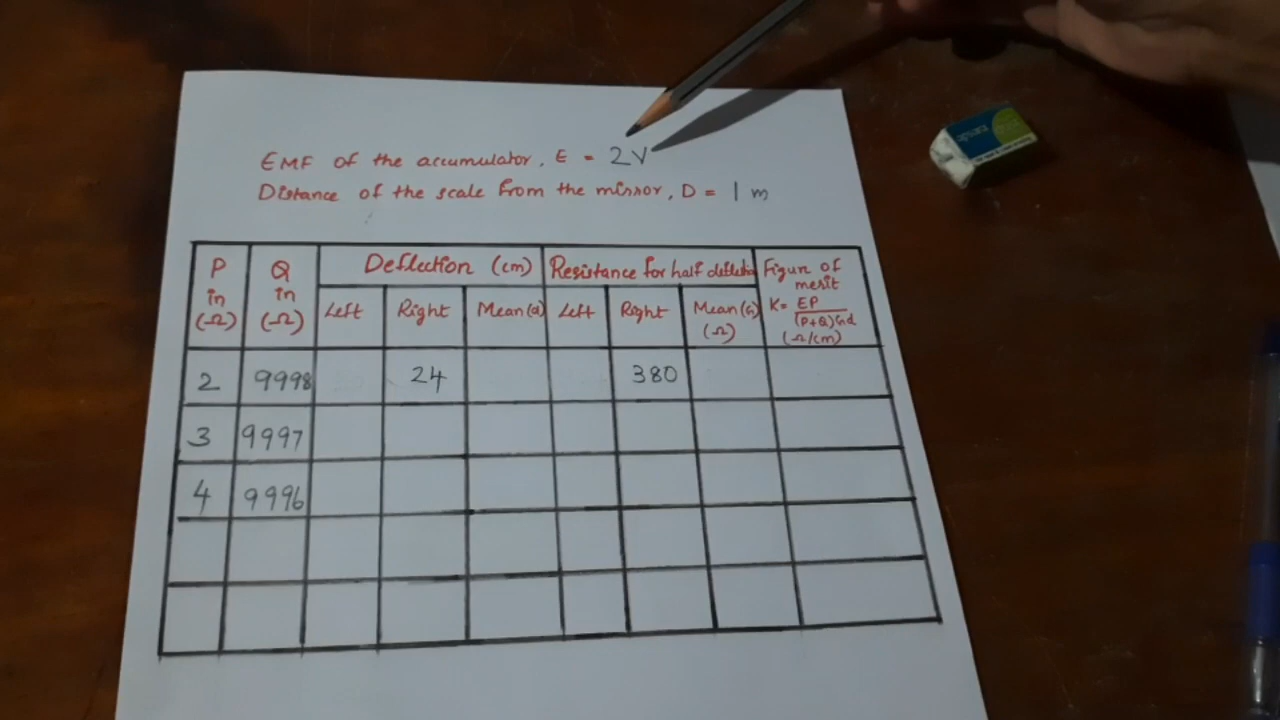 EMF of the accumulator, E = 2V
Distance of the scale from the mirror, D = 1 m
P in (Ω) Q in (Ω) Deflection (cm) Resistance for half deflection Figure of merit
Left Right Mean(d) Left Right Mean(G) (Ω) K = EP/(P+Q)Gd (Ω/cm)
2 9998 24 380
3 9997
4 9996